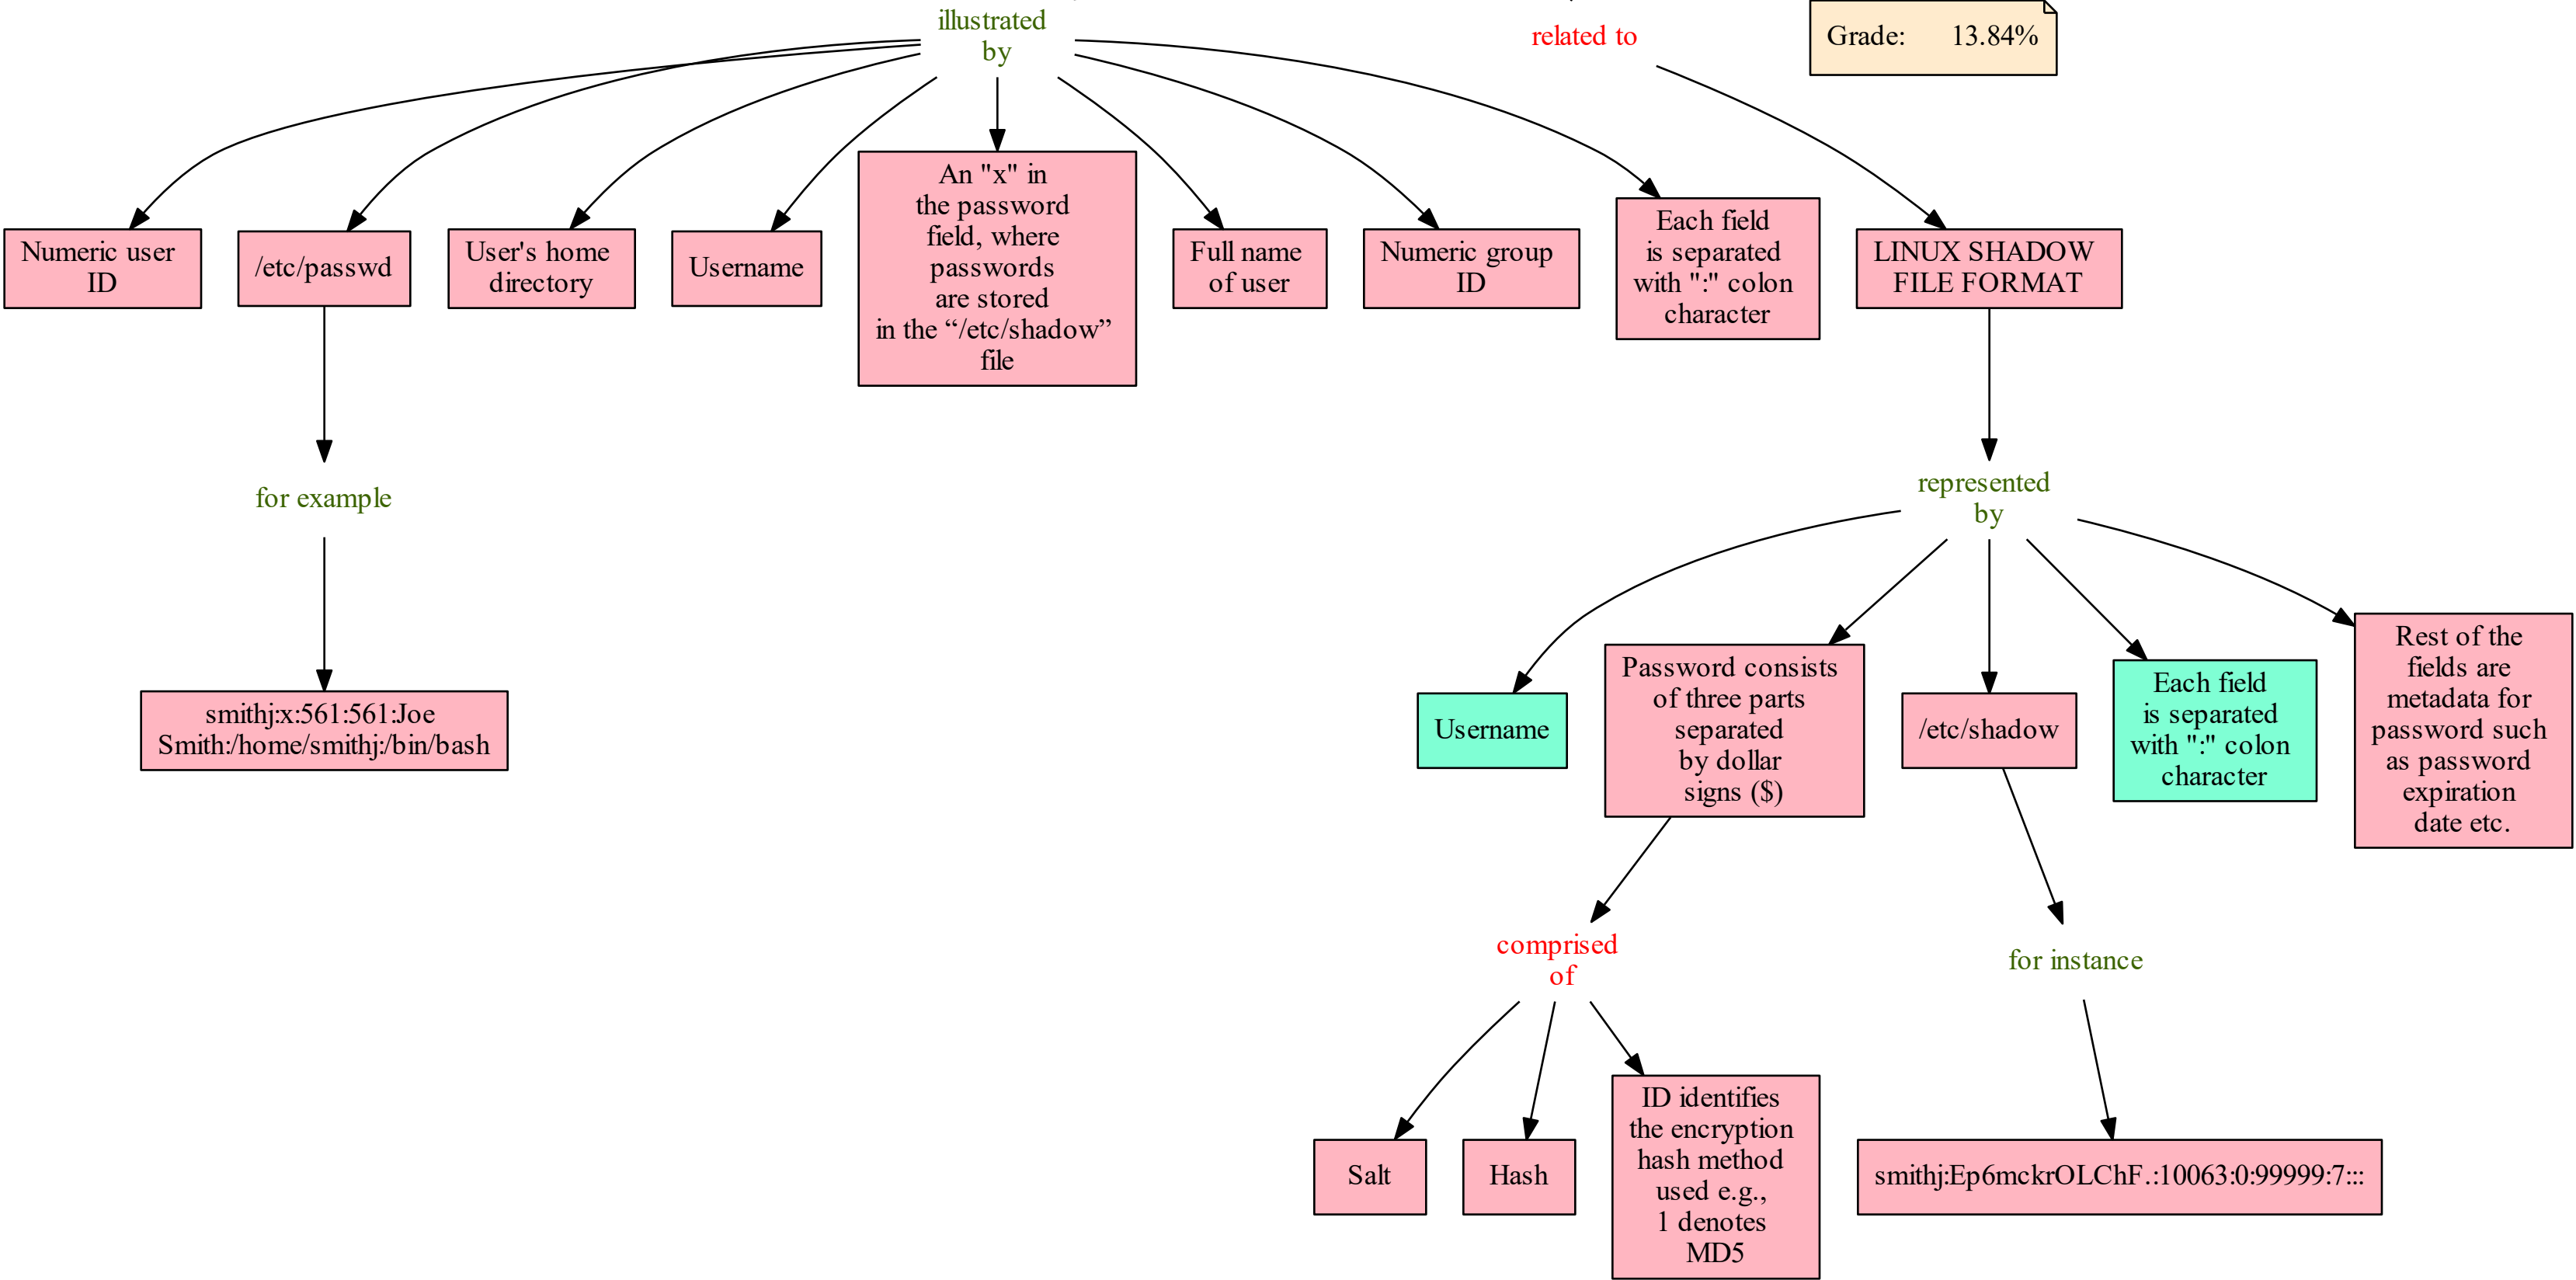 illustrated
by
related to
Grade: 13.84%
Numeric user
ID
/etc/passwd
User's home
directory
Username
An "x" in
the password
field, where
passwords
are stored
in the “/etc/shadow”
file
Full name
of user
Numeric group
ID
Each field
is separated
with ":" colon
character
LINUX SHADOW
FILE FORMAT
for example
represented
by
smithj:x:561:561:Joe
Smith:/home/smithj:/bin/bash
Username
Password consists
of three parts
separated
by dollar
signs ($)
/etc/shadow
Each field
is separated
with ":" colon
character
Rest of the
fields are
metadata for
password such
as password
expiration
date etc.
comprised
of
for instance
Salt
Hash
ID identifies
the encryption
hash method
used e.g.,
1 denotes
MD5
smithj:Ep6mckrOLChF.:10063:0:99999:7:::